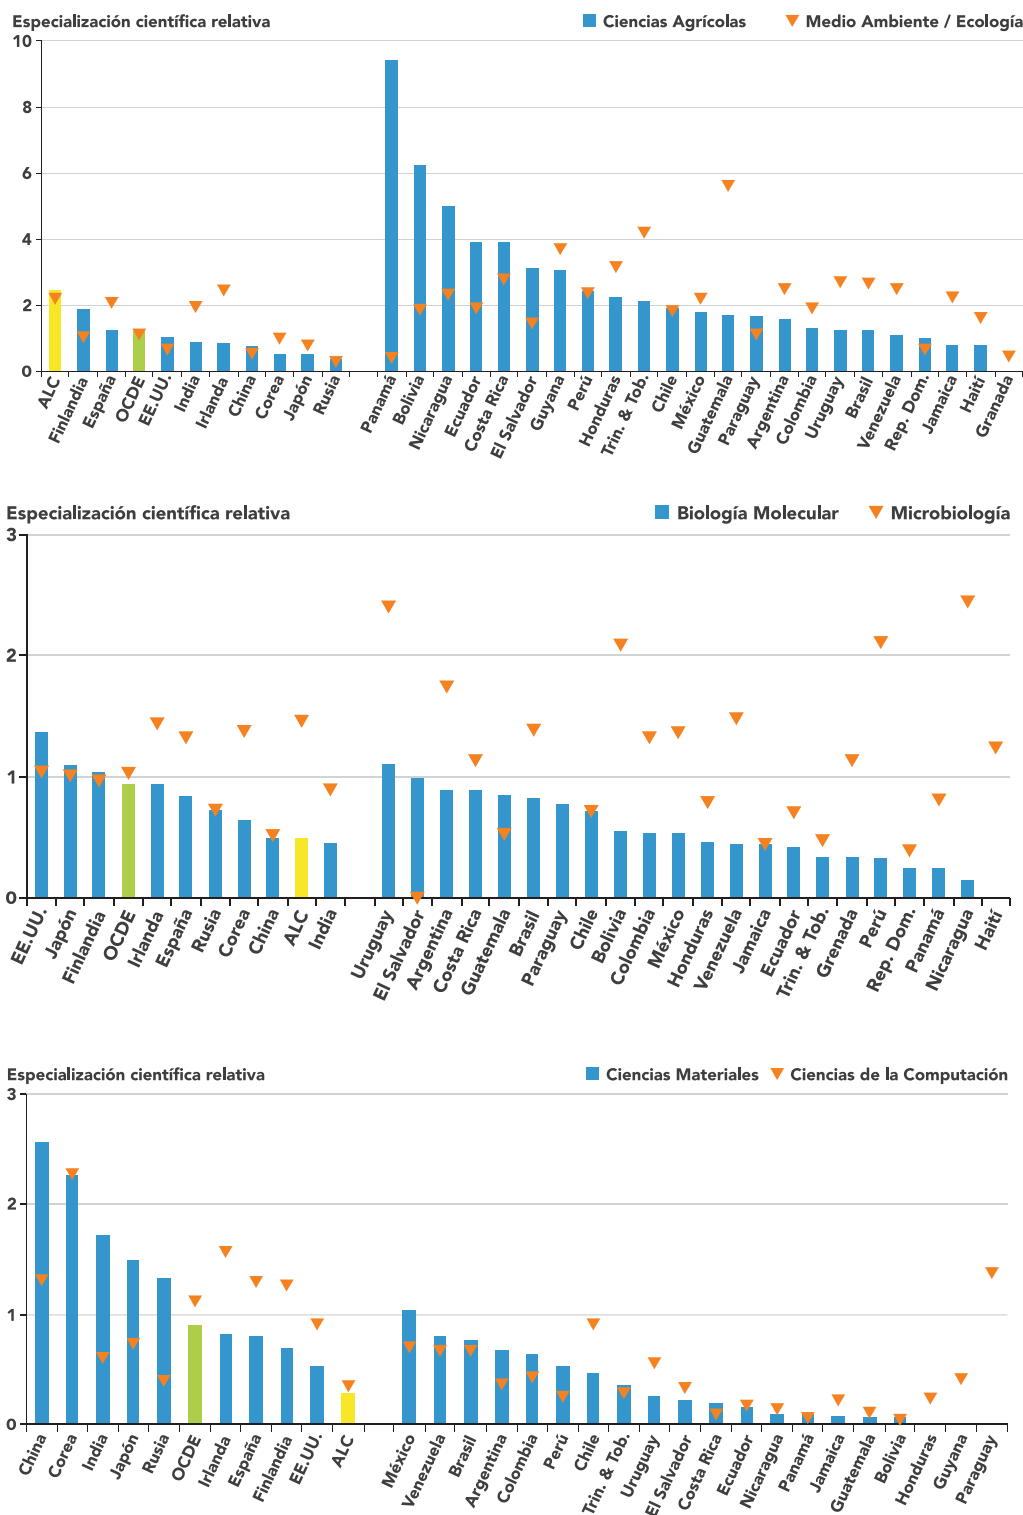 Especialización científica relativa
Ciencias Agrícolas
Medio Ambiente / Ecología
10
8
6
4
2
0
ALC
Finlandia
España
OCDE
EE.UU.
India
Irlanda
China
Corea
Japón
Rusia
Panamá
Bolivia
Nicaragua
Ecuador
Costa Rica
El Salvador
Guyana
Perú
Honduras
Trin. & Tob.
Chile
México
Guatemala
Paraguay
Argentina
Colombia
Uruguay
Brasil
Venezuela
Rep. Dom.
Jamaica
Haití
Granada
Especialización científica relativa
Biología Molecular
Microbiología
3
2
1
0
EE.UU.
Japón
Finlandia
OCDE
Irlanda
España
Rusia
Corea
China
ALC
India
Uruguay
El Salvador
Argentina
Costa Rica
Guatemala
Brasil
Paraguay
Chile
Bolivia
Colombia
México
Honduras
Venezuela
Jamaica
Ecuador
Trin. & Tob.
Grenada
Perú
Rep. Dom.
Panamá
Nicaragua
Haití
Especialización científica relativa
Ciencias Materiales
Ciencias de la Computación
3
2
1
0
China
Corea
India
Japón
Rusia
OCDE
Irlanda
España
Finlandia
EE.UU.
ALC
México
Venezuela
Brasil
Argentina
Colombia
Perú
Chile
Trin. & Tob.
Uruguay
El Salvador
Costa Rica
Ecuador
Nicaragua
Panamá
Jamaica
Guatemala
Bolivia
Honduras
Guyana
Paraguay